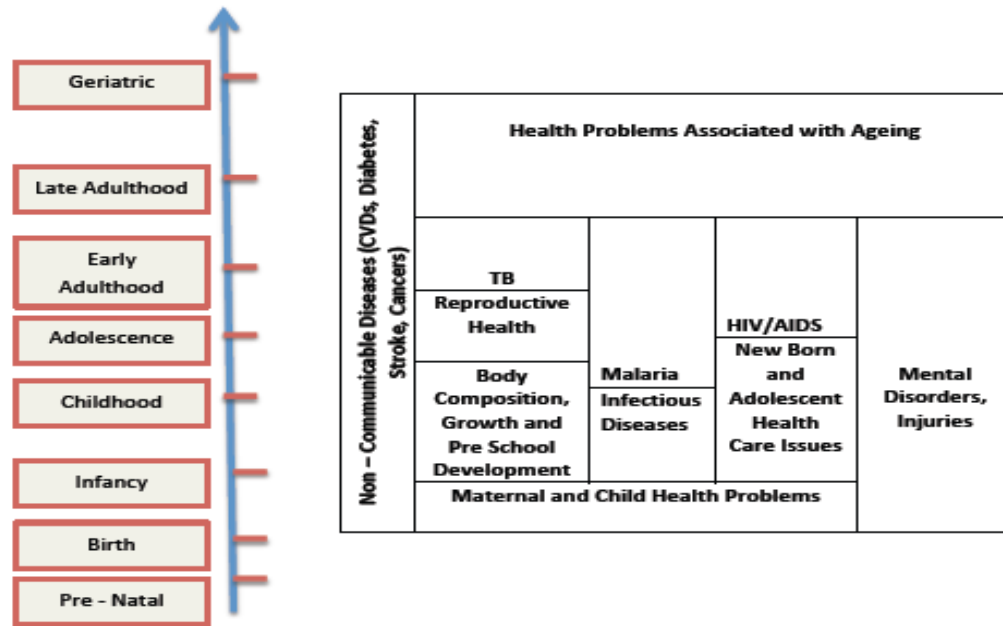 Geriatric
Late Adulthood
Early
Adulthood
Adolescence
Childhood
Infancy
Birth
Pre - Natal
Non – Communicable Diseases (CVDs, Diabetes,
Stroke, Cancers)
Health Problems Associated with Ageing
TB
Reproductive
Health
Body
Composition,
Growth and
Pre School
Development
Malaria
Infectious
Diseases
HIV/AIDS
New Born
and
Adolescent
Health
Care Issues
Mental
Disorders,
Injuries
Maternal and Child Health Problems